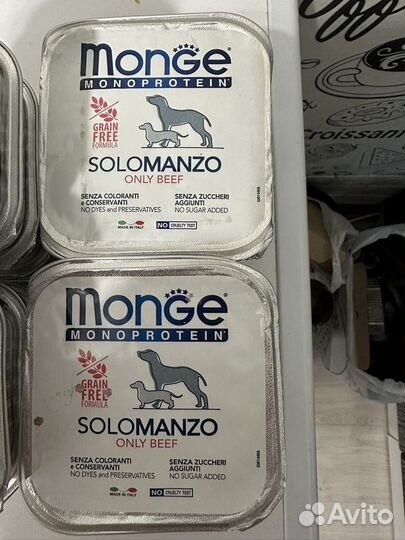 MONGE
MONOPROTEIN
GRAIN
FREE
FORMULA
SOLOMANZO
ONLY BEEF
SENZA COLORANTI
e CONSERVANTI
NO DYES and PRESERVATIVES
SENZA ZUCCHERI
AGGIUNTI
NO SUGAR ADDED
MADE IN ITALY
NO CRUELTY TEST
Croissan
MONGE
MONOPROTEIN
GRAIN
FREE
FORMULA
SOLOMANZO
ONLY BEEF
SENZA COLORANTI
e CONSERVANTI
NO DYES and PRESERVATIVES
SENZA ZUCCHERI
AGGIUNTI
NO SUGAR ADDED
MADE IN ITALY
NO CRUELTY TEST
Avito